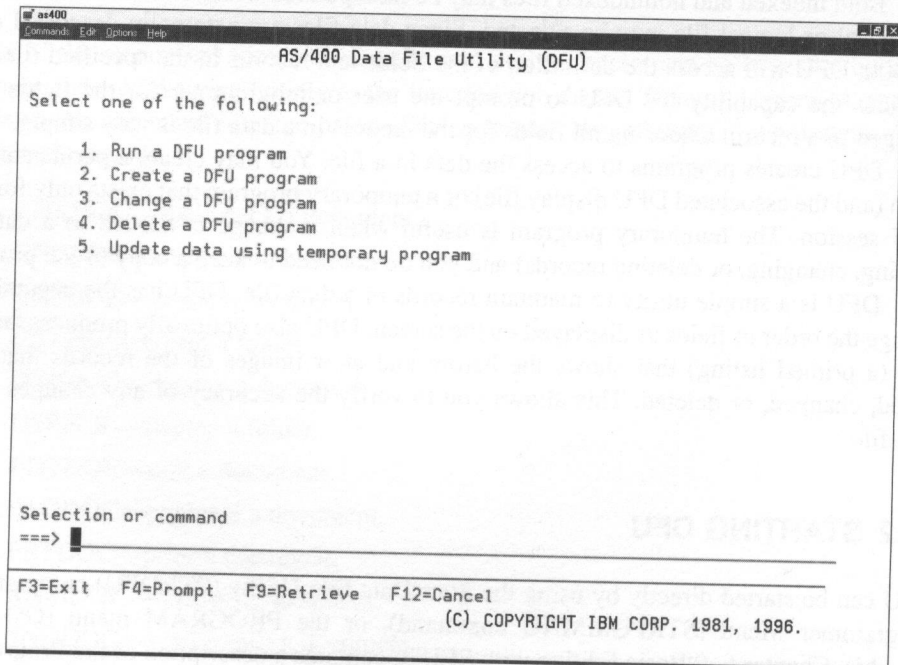 as400
Commands Edit Options Help
AS/400 Data File Utility (DFU)
Select one of the following:
1. Run a DFU program
2. Create a DFU program
3. Change a DFU program
4. Delete a DFU program
5. Update data using temporary program
Selection or command
===>
F3=Exit F4=Prompt F9=Retrieve F12=Cancel
(C) COPYRIGHT IBM CORP. 1981, 1996.